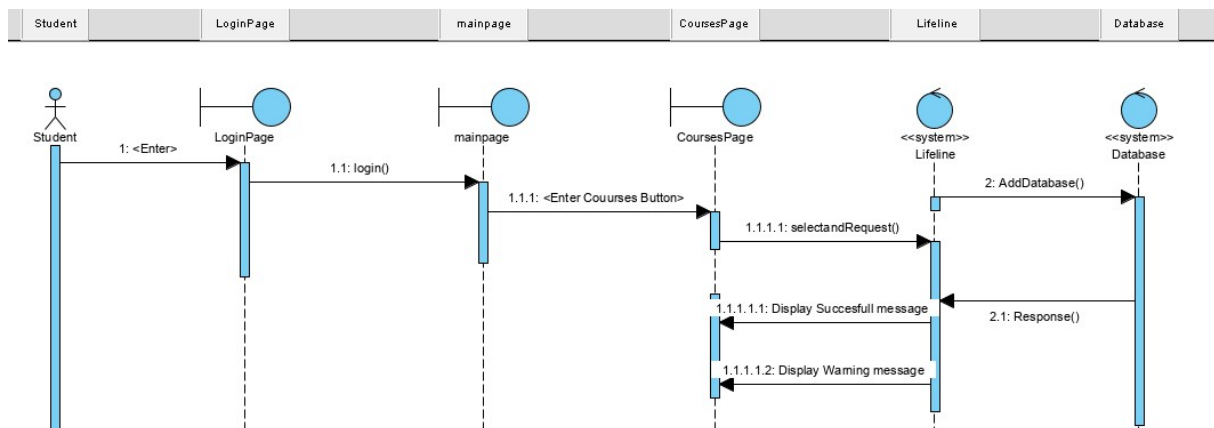 Student LoginPage mainpage CoursesPage Lifeline Database
Student LoginPage mainpage CoursesPage <<system>> <<system>>
Lifeline Database
1: <Enter>
1.1: login()
2: AddDatabase()
1.1.1: <Enter Couurses Button>
1.1.1.1: selectandRequest()
1.1.1.1.1: Display Succesfull message
2.1: Response()
1.1.1.1.2: Display Warning message